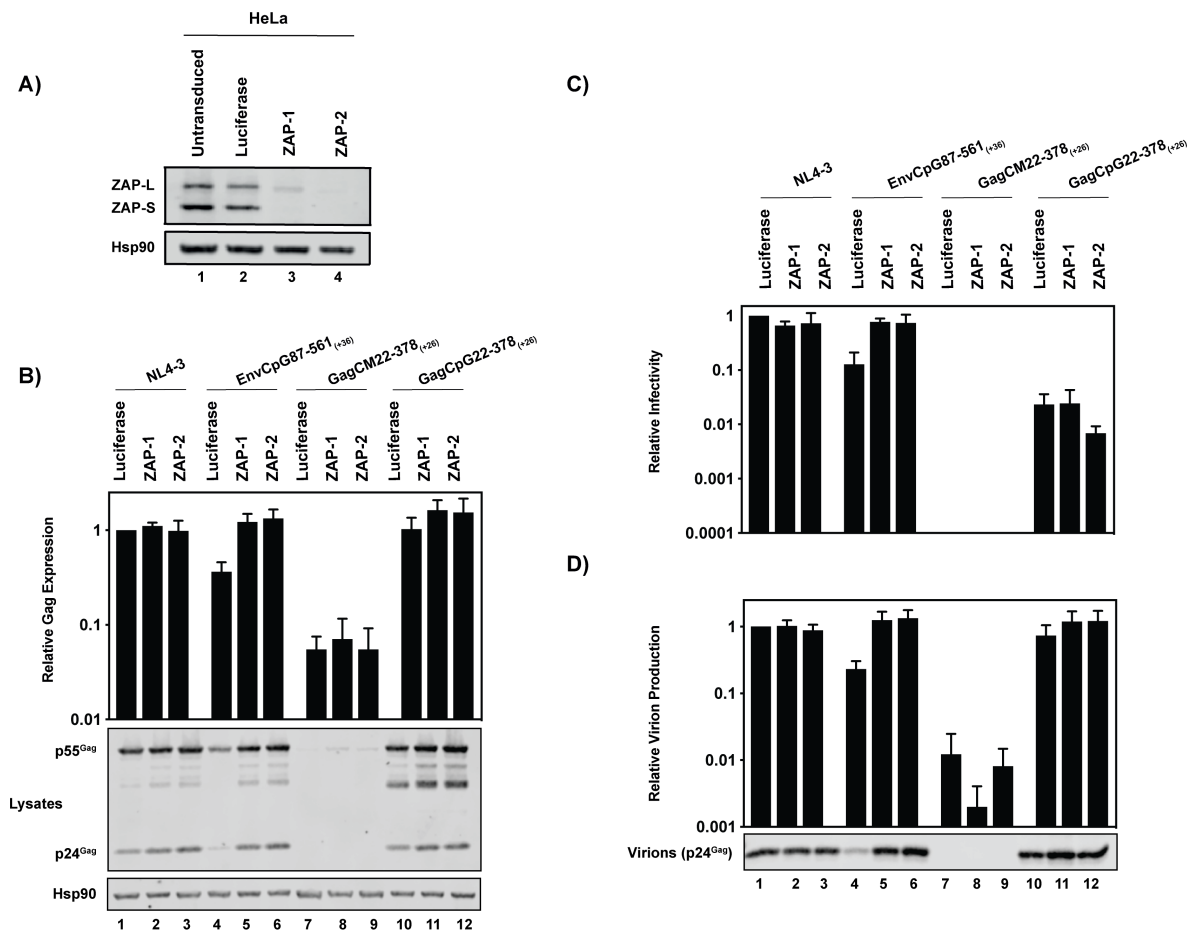 A)
HeLa
Untransduced
Luciferase
ZAP-1
ZAP-2
ZAP-L
ZAP-S
Hsp90
1 2 3 4
B)
NL4-3
EnvCpG87-561(+36)
GagCM22-378(+26)
GagCpG22-378(+26)
Luciferase
ZAP-1
ZAP-2
Luciferase
ZAP-1
ZAP-2
Luciferase
ZAP-1
ZAP-2
Luciferase
ZAP-1
ZAP-2
Relative Gag Expression
1
0.1
0.01
p55Gag
Lysates
p24Gag
Hsp90
1 2 3 4 5 6 7 8 9 10 11 12
C)
NL4-3
EnvCpG87-561(+36)
GagCM22-378(+26)
GagCpG22-378(+26)
Luciferase
ZAP-1
ZAP-2
Luciferase
ZAP-1
ZAP-2
Luciferase
ZAP-1
ZAP-2
Luciferase
ZAP-1
ZAP-2
Relative Infectivity
1
0.1
0.01
0.001
0.0001
D)
Relative Virion Production
1
0.1
0.01
0.001
Virions (p24Gag)
1 2 3 4 5 6 7 8 9 10 11 12